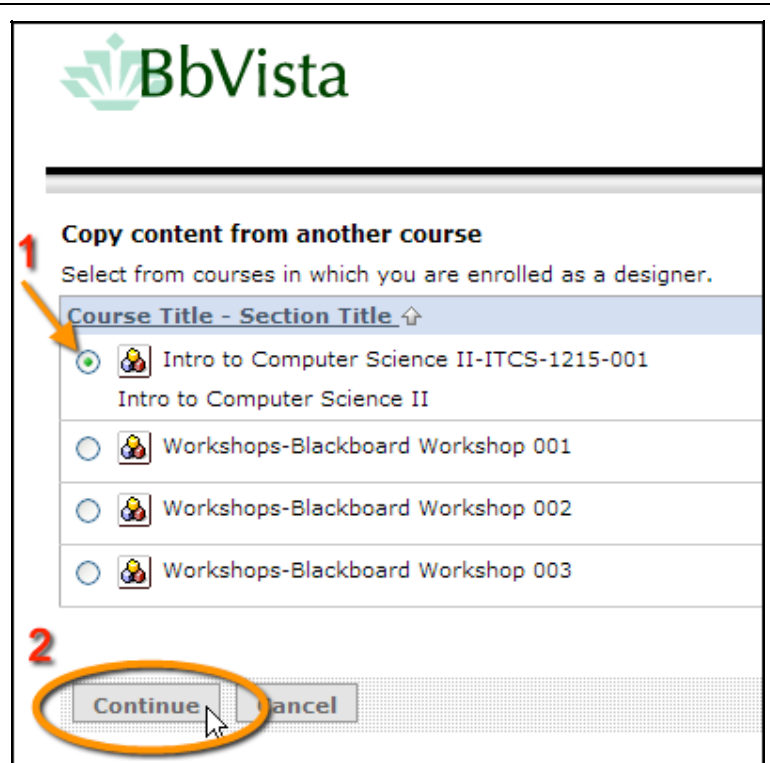 BbVista
Copy content from another course
1
Select from courses in which you are enrolled as a designer.
Course Title - Section Title
Intro to Computer Science II-ITCS-1215-001
Intro to Computer Science II
Workshops-Blackboard Workshop 001
Workshops-Blackboard Workshop 002
Workshops-Blackboard Workshop 003
2
Continue Cancel